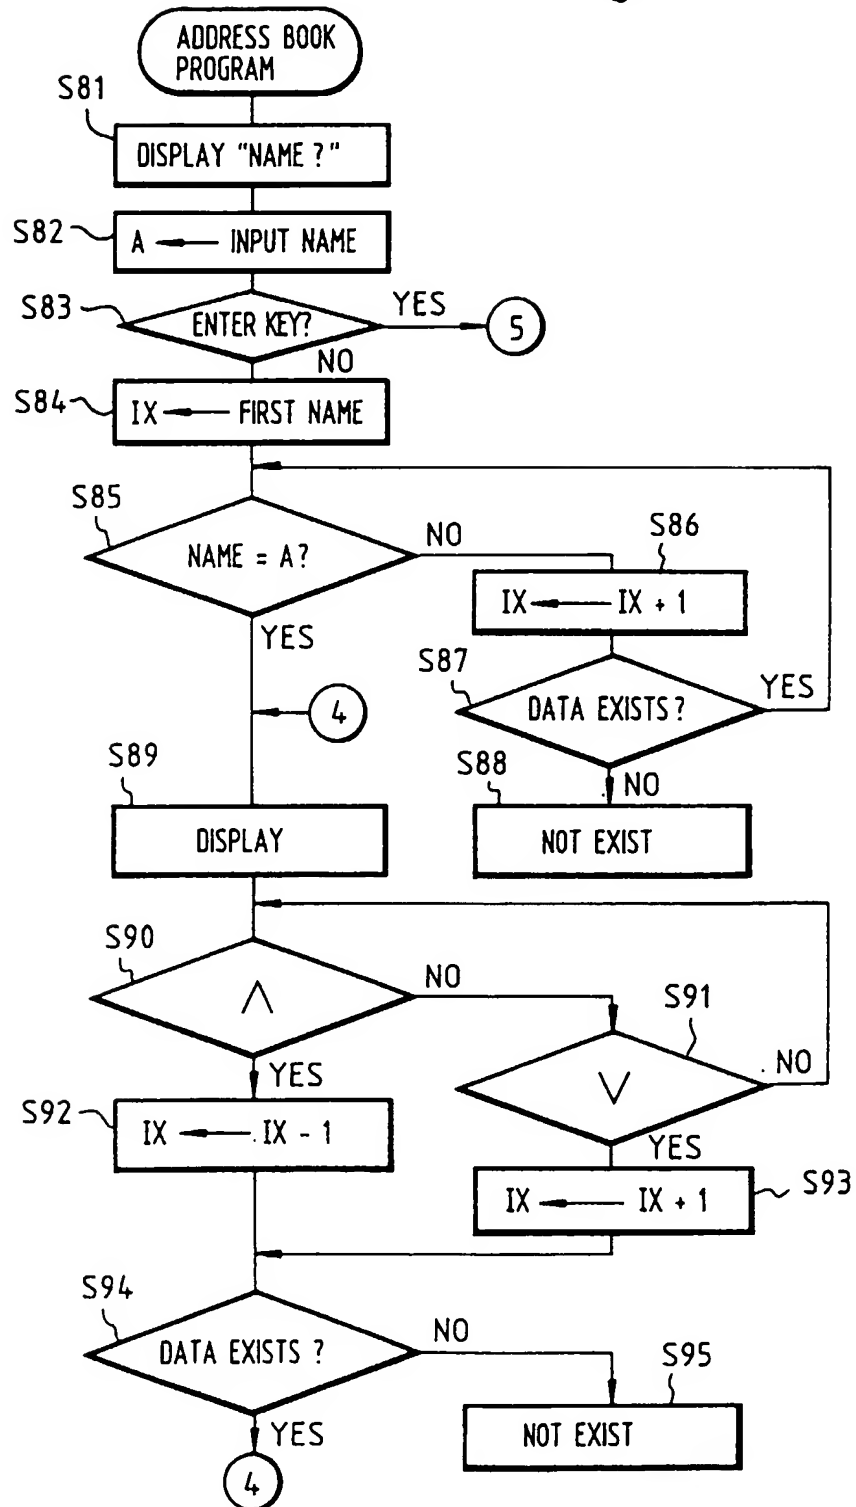 ADDRESS BOOK
PROGRAM
S81
DISPLAY "NAME ?"
S82
A ← INPUT NAME
S83
ENTER KEY?
YES
5
NO
S84
IX ← FIRST NAME
S85
NAME = A?
NO
S86
IX ← IX + 1
YES
S87
DATA EXISTS?
YES
4
S88
NO
S89
DISPLAY
NOT EXIST
S90
∧
NO
S91
∨
NO
YES
S92
IX ← IX - 1
YES
IX ← IX + 1
S93
S94
DATA EXISTS ?
NO
S95
NOT EXIST
YES
4